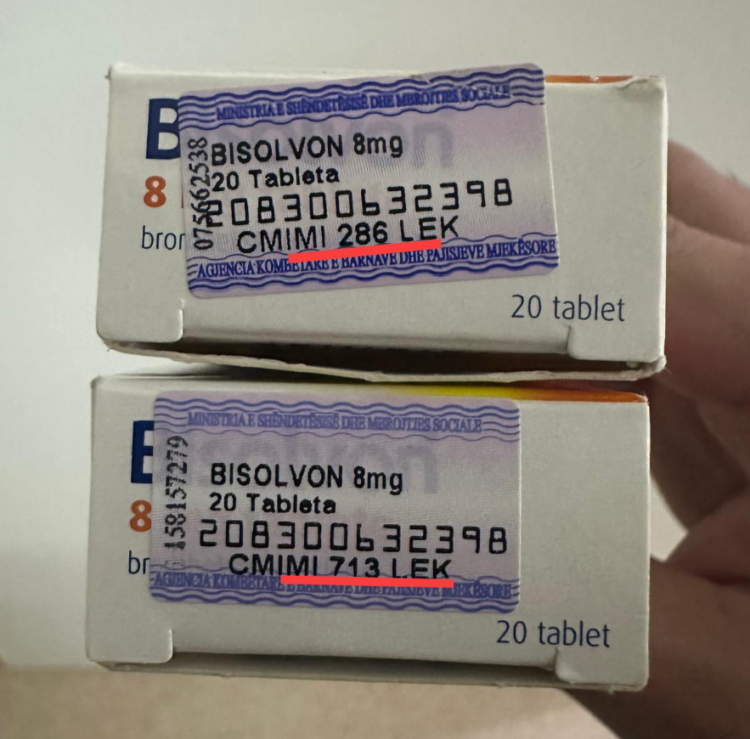 MINISTRIA E SHËNDETËSISË DHE MBROJTJES SOCIALE
B
BISOLVON 8mg
8
20 Tableta
075662538
208300632398
bror
CMIMI 286 LEK
AGJENCIA KOMBËTARE E BARNAVE DHE PAJISJEVE MJEKËSORE
20 tablet
MINISTRIA E SHËNDETËSISË DHE MBROJTJES SOCIALE
B
BISOLVON 8mg
8
20 Tableta
158157279
208300632398
br
CMIMI 713 LEK
AGJENCIA KOMBËTARE E BARNAVE DHE PAJISJEVE MJEKËSORE
20 tablet